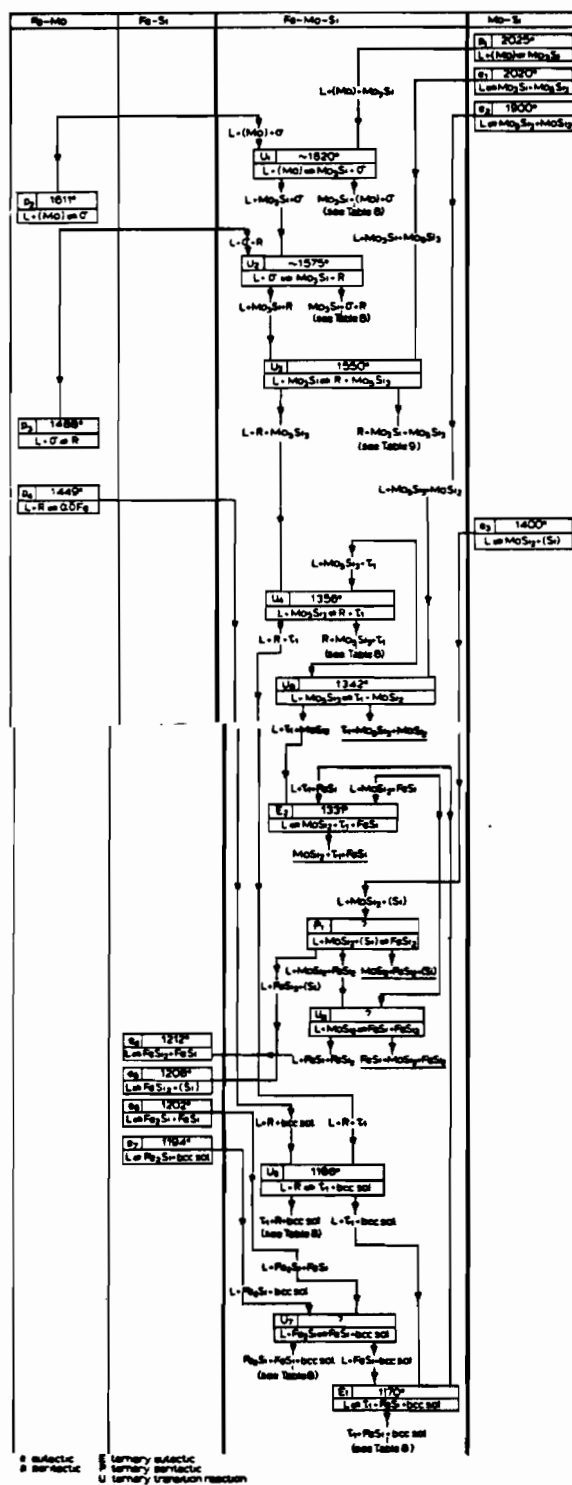 Fe-Mo
Fe-Si
Fe-Mo-Si
Mo-Si
p₁ 2025°
L+(Mo)⇌Mo₃Si
e₁ 2020°
L⇌Mo₃Si+Mo₅Si₃
e₂ 1900°
L⇌Mo₅Si₃+MoSi₂
L+(Mo)+Mo₃Si
L+(Mo)+σ
U₁ ~1620°
L+(Mo)⇌Mo₃Si+σ
p₂ 1611°
L+(Mo)⇌σ
L+Mo₃Si+σ
Mo₃Si+(Mo)+σ
(see Table 8)
L+Mo₃Si+Mo₅Si₃
L+σ+R
U₂ ~1575°
L+σ⇌Mo₃Si+R
L+Mo₃Si+R
Mo₃Si+σ+R
(see Table 8)
U₃ 1550°
L+Mo₃Si⇌R+Mo₅Si₃
p₃ 1488°
L+σ⇌R
L+R+Mo₅Si₃
R+Mo₃Si+Mo₅Si₃
(see Table 9)
p₄ 1449°
L+R⇌
L+Mo₅Si₃+MoSi₂
e₃ 1400°
L⇌MoSi₂+(Si)
L+Mo₅Si₃+τ₁
U₄ 1356°
L+Mo₅Si₃⇌R+τ₁
L+R+τ₁
R+Mo₅Si₃+τ₁
(see Table 8)
U₅ 1342°
L+Mo₅Si₃⇌τ₁+MoSi₂
L+τ₁+MoSi₂
τ₁+Mo₅Si₃+MoSi₂
L+τ₁+FeSi
L+MoSi₂+FeSi
E₂ 1331°
L⇌MoSi₂+τ₁+FeSi
MoSi₂+τ₁+FeSi
L+MoSi₂+(Si)
P₁ ?
L+MoSi₂+(Si)⇌FeSi₂
L+MoSi₂+FeSi₂
MoSi₂+FeSi₂+(Si)
L+FeSi₂+(Si)
?
L+MoSi₂⇌FeSi+FeSi₂
e₄ 1212°
L⇌FeSi₂+FeSi
L+FeSi+FeSi₂
FeSi+MoSi₂+FeSi₂
e₅ 1208°
L⇌FeSi₂+(Si)
e₆ 1202°
L⇌Fe₂Si+FeSi
e₇ 1194°
L⇌Fe₂Si+bcc sol
L+R+bcc sol
L+R+τ₁
1188°
L+R⇌τ₁+bcc sol
τ₁+R+bcc sol
(see Table 8)
L+τ₁+bcc sol
L+Fe₂Si+FeSi
L+Fe₂Si+bcc sol
U₇ ?
L+Fe₂Si⇌FeSi+bcc sol
Fe₂Si+FeSi+bcc sol
(see Table 8)
L+FeSi+bcc sol
E₁ 1170°
L⇌τ₁+FeSi+bcc sol
τ₁+FeSi+bcc sol
(see Table 8)
e eutectic E ternary eutectic
p peritectic P ternary peritectic
U ternary transition reaction